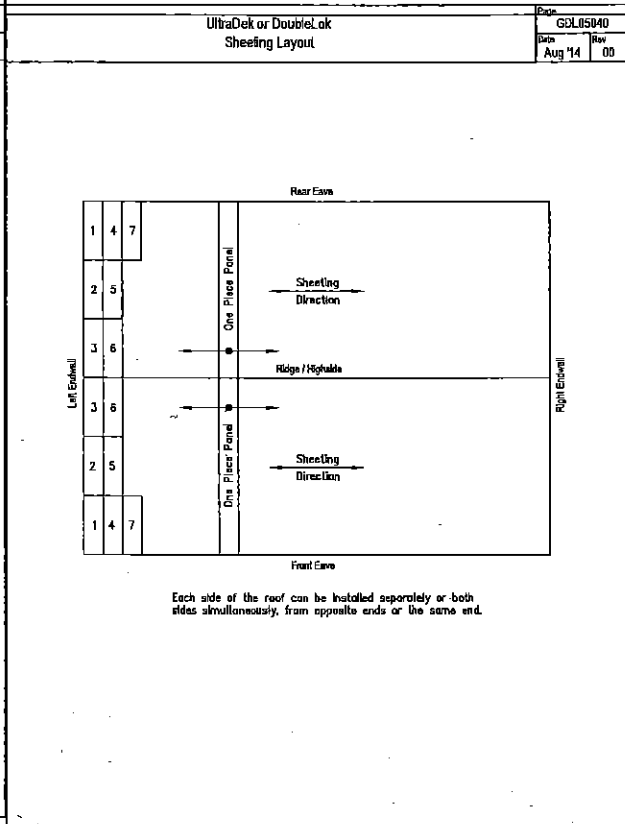 UltraDek or DoubleLok
Sheeting Layout
Page
GDL05040
Date
Aug '14
Rev
00
Rear Eave
1 4 7
2 5
3 6
One Piece Panel
Sheeting
Direction
Left Endwall
Ridge / Highside
Right Endwall
3 6
2 5
1 4 7
One Piece Panel
Sheeting
Direction
Front Eave
Each side of the roof can be installed separately or both
sides simultaneously, from opposite ends or the same end.